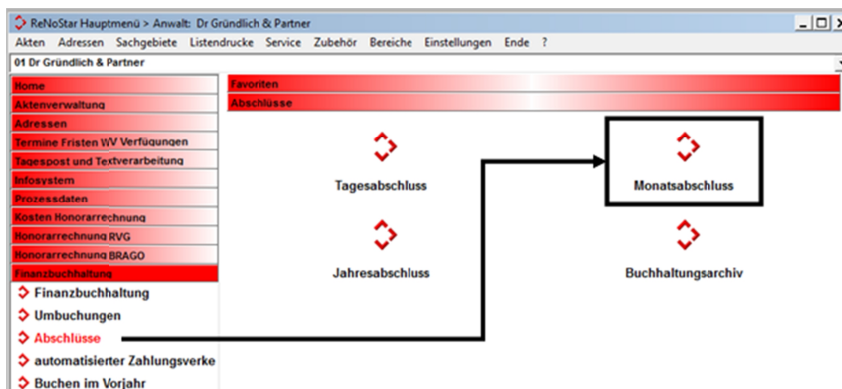 ReNoStar Hauptmenü > Anwalt: Dr Gründlich & Partner
Akten Adressen Sachgebiete Listendrucke Service Zubehör Bereiche Einstellungen Ende ?
01 Dr Gründlich & Partner
Home
Aktenverwaltung
Adressen
Termine Fristen WV Verfügungen
Tagespost und Textverarbeitung
Infosystem
Prozessdaten
Kosten Honorarrechnung
Honorarrechnung RVG
Honorarrechnung BRAGO
Finanzbuchhaltung
Finanzbuchhaltung
Umbuchungen
Abschlüsse
automatisierter Zahlungsverke
Buchen im Vorjahr
Favoriten
Abschlüsse
Tagesabschluss
Monatsabschluss
Jahresabschluss
Buchhaltungsarchiv